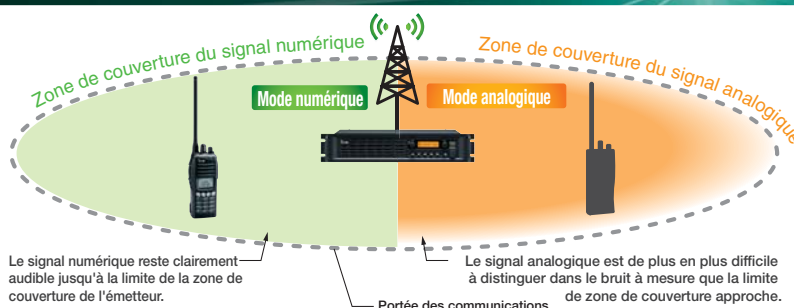 Zone de couverture du signal numérique
Zone de couverture du signal analogique
Mode numérique
Mode analogique
Le signal numérique reste clairement
audible jusqu'à la limite de la zone de
couverture de l'émetteur.
Le signal analogique est de plus en plus difficile
à distinguer dans le bruit à mesure que la limite
de zone de couverture approche.
Portée des communications